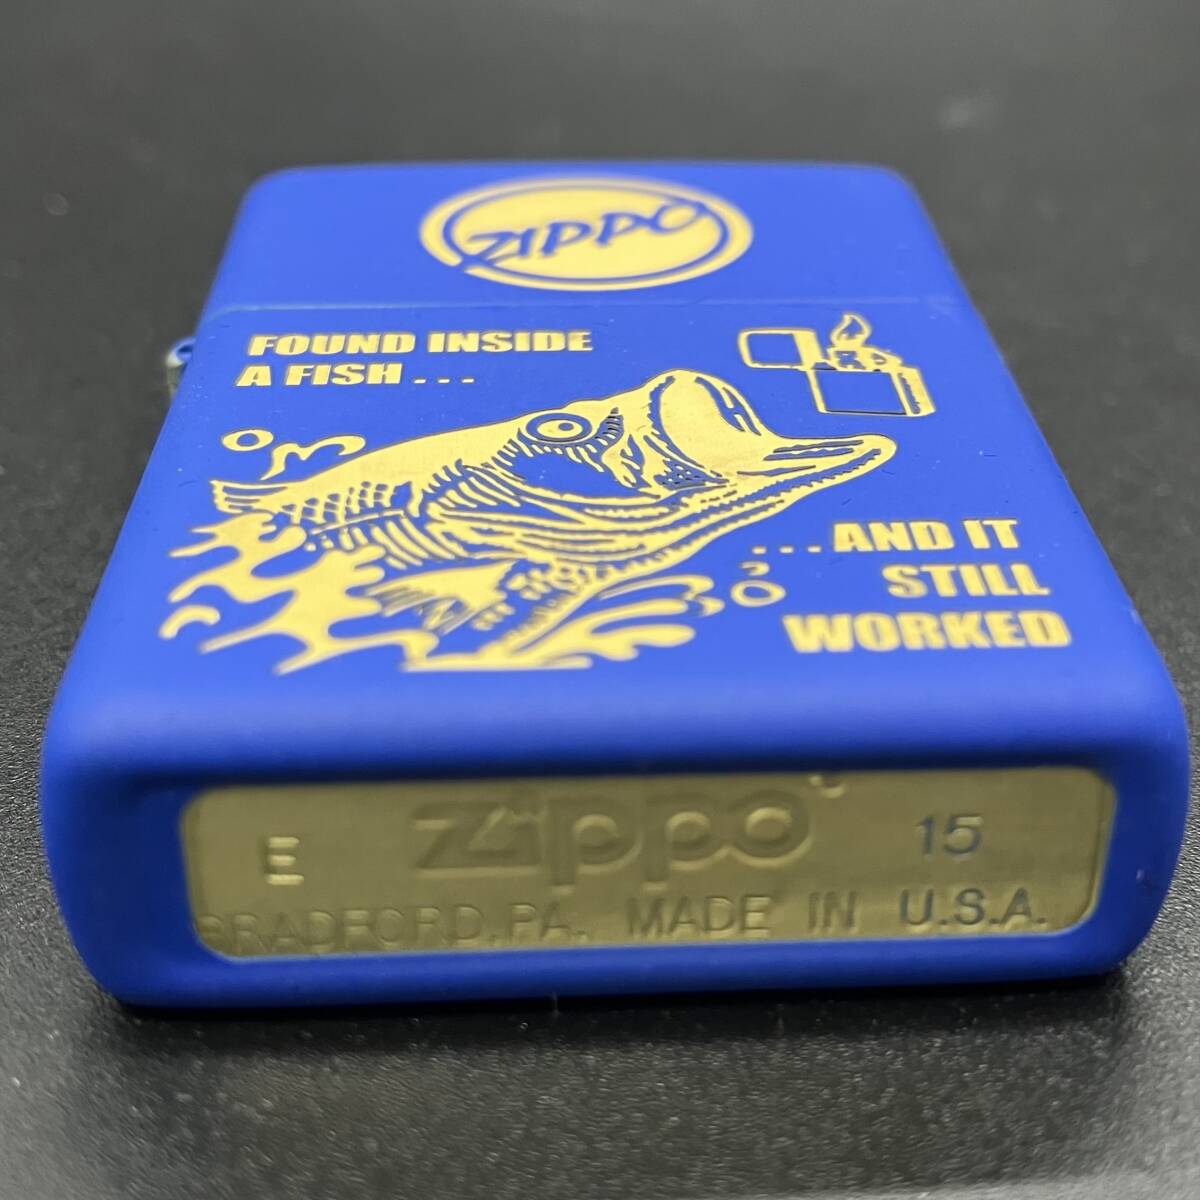 ZIPPO
FOUND INSIDE
A FISH...
...AND IT
STILL
WORKED
E Zippo 15
BRADFORD,PA. MADE IN U.S.A.